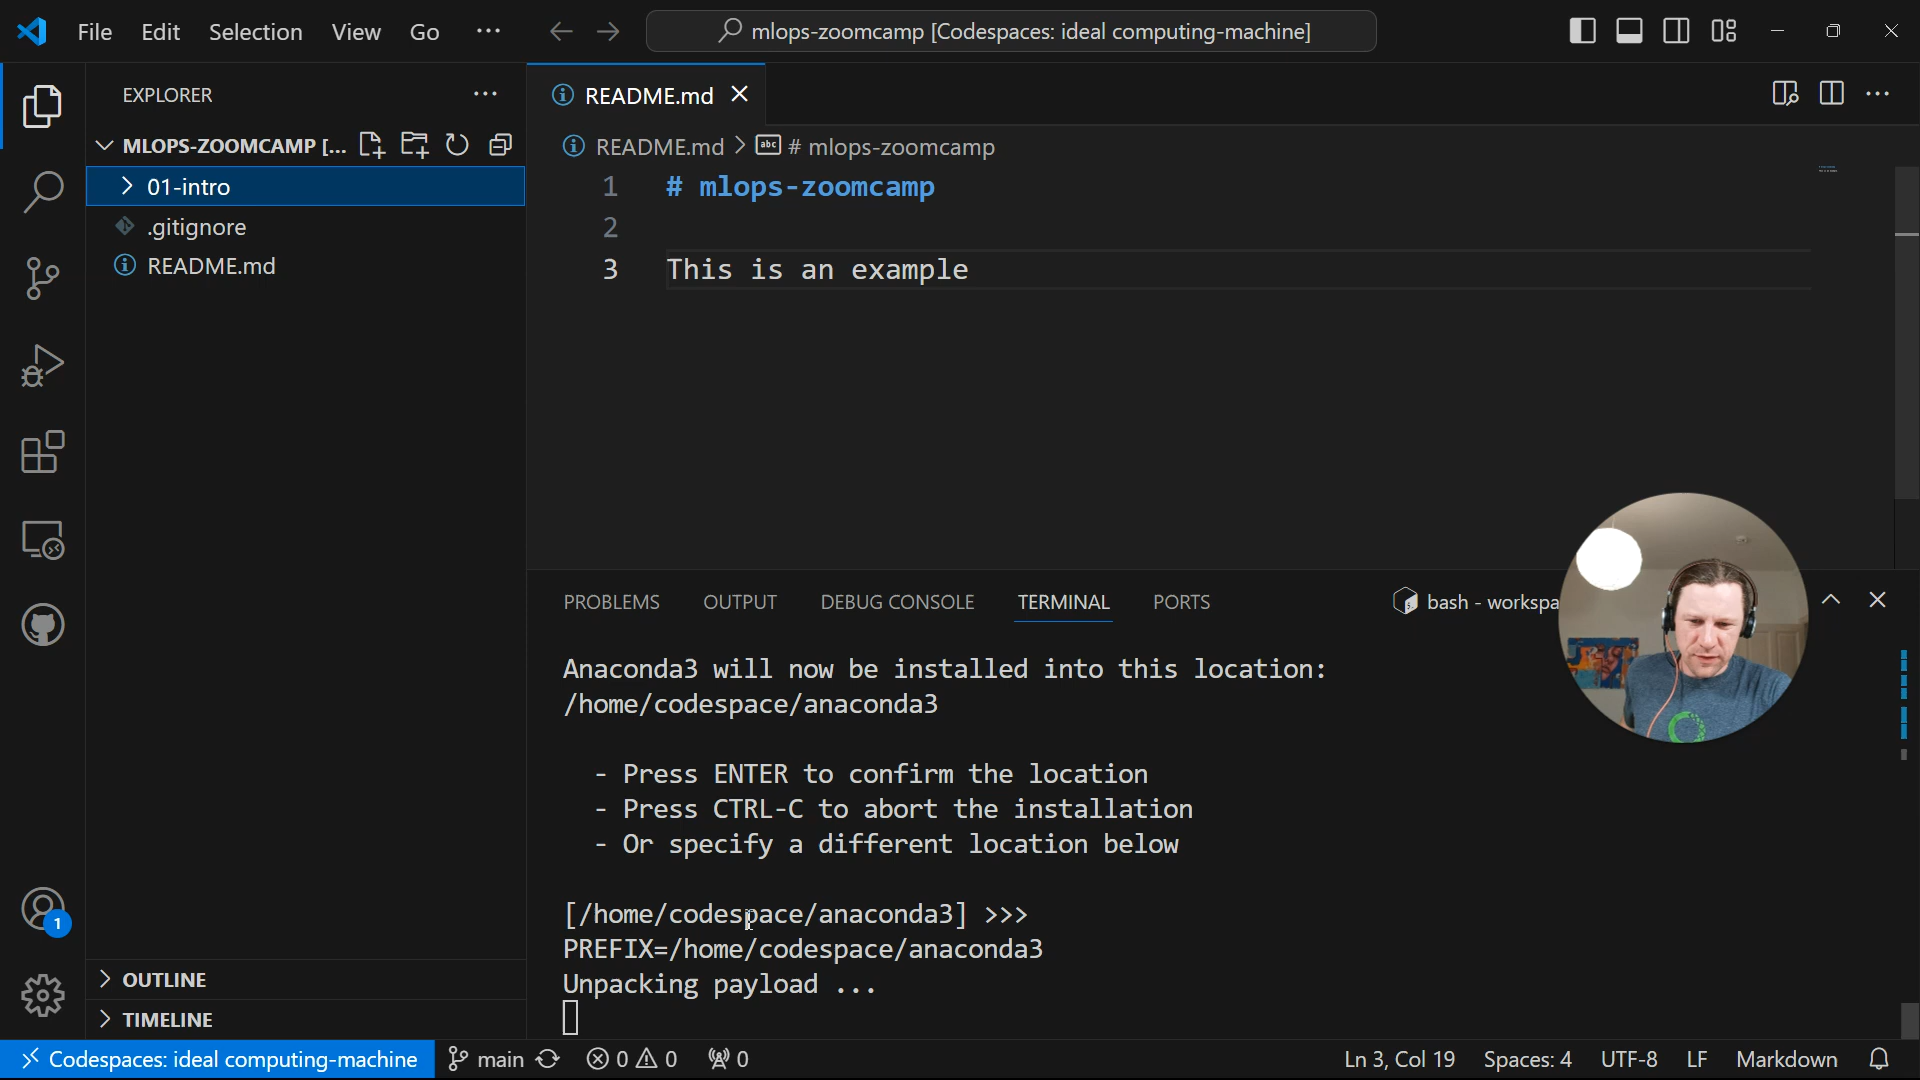 File Edit Selection View Go ···
mlops-zoomcamp [Codespaces: ideal computing-machine]
EXPLORER
MLOPS-ZOOMCAMP [...
01-intro
.gitignore
README.md
OUTLINE
TIMELINE
README.md
README.md > # mlops-zoomcamp
1 # mlops-zoomcamp
2
3 This is an example
PROBLEMS OUTPUT DEBUG CONSOLE TERMINAL PORTS
bash - workspa
Anaconda3 will now be installed into this location:
/home/codespace/anaconda3
- Press ENTER to confirm the location
- Press CTRL-C to abort the installation
- Or specify a different location below
[/home/codespace/anaconda3] >>>
PREFIX=/home/codespace/anaconda3
Unpacking payload ...
1
Codespaces: ideal computing-machine main 0 0 0 Ln 3, Col 19 Spaces: 4 UTF-8 LF Markdown